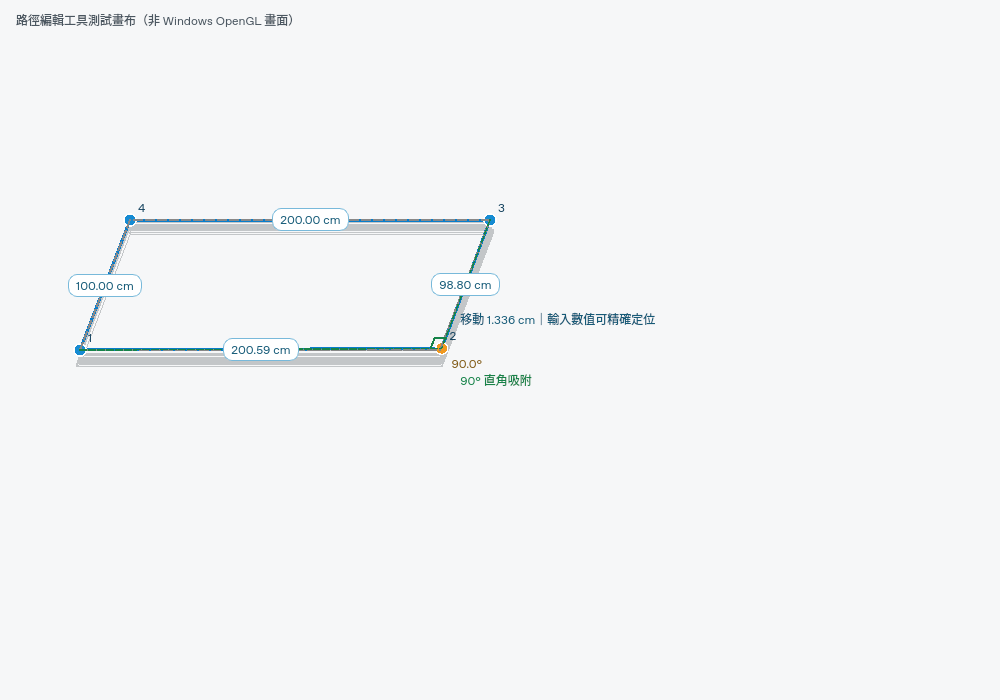 路徑編輯工具測試畫布（非 Windows OpenGL 畫面）
4
3
200.00 cm
100.00 cm
98.80 cm
移動 1.336 cm｜輸入數值可精確定位
1
2
200.59 cm
90.0°
90° 直角吸附